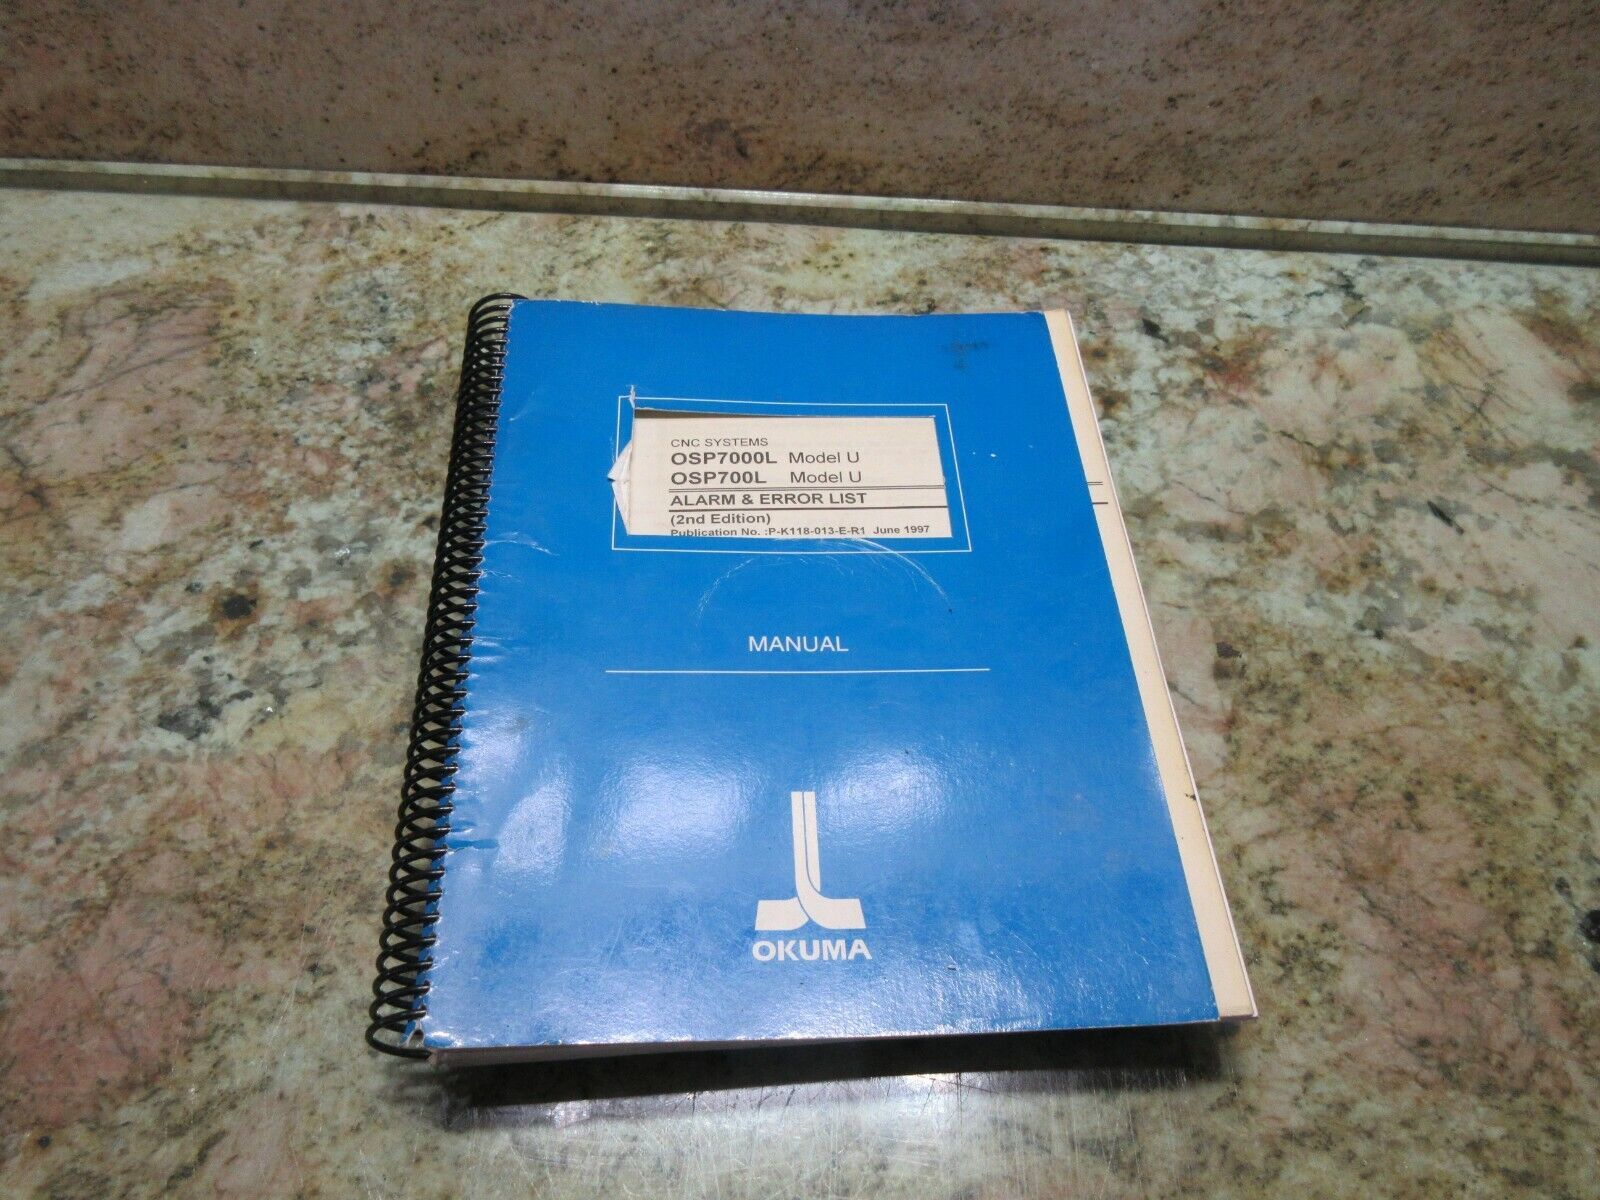 CNC SYSTEMS
OSP7000L Model U
OSP700L Model U
ALARM & ERROR LIST
(2nd Edition)
Publication No. :P-K118-013-E-R1 June 1997
MANUAL
OKUMA